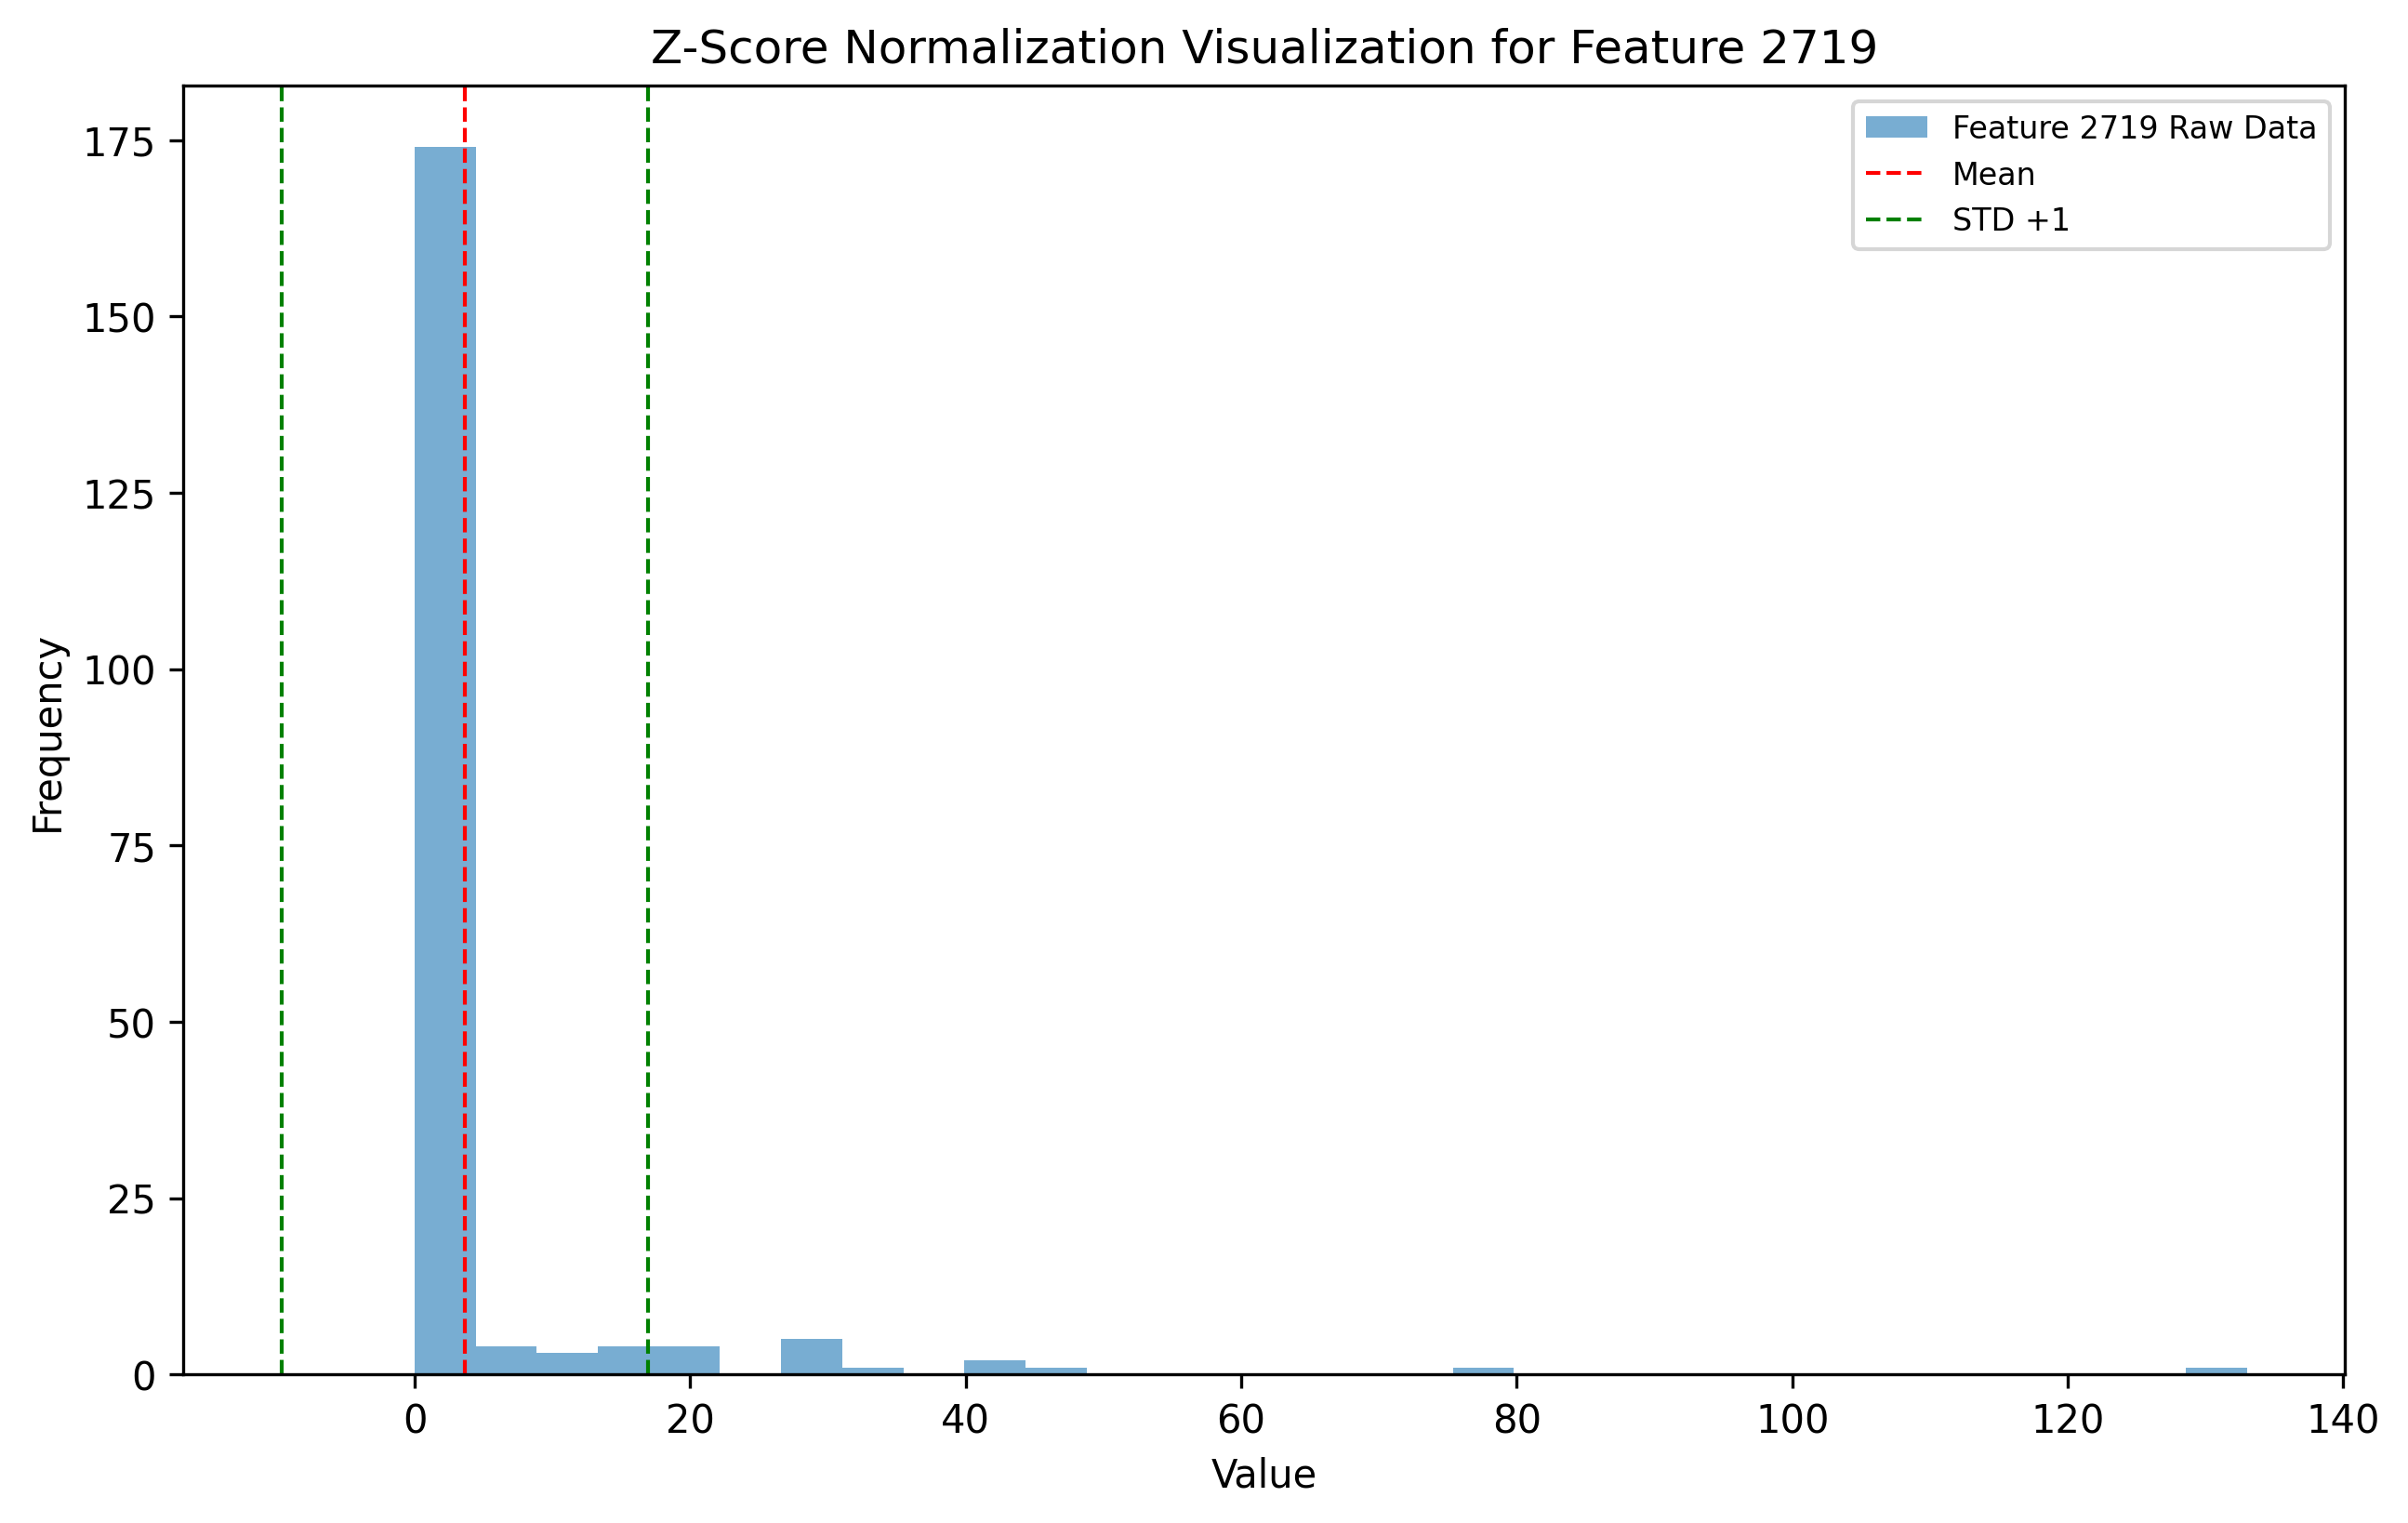 Z-Score Normalization Visualization for Feature 2719
Feature 2719 Raw Data
Mean
STD +1
175
150
125
100
75
50
25
0
Frequency
0 20 40 60 80 100 120 140
Value